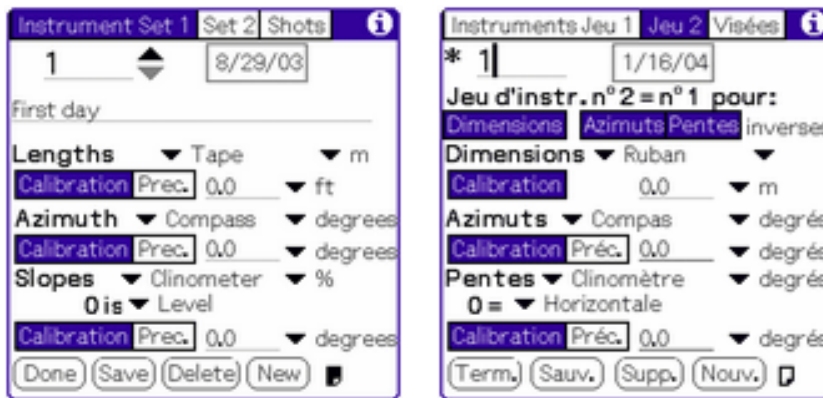 Instrument Set 1 Set 2 Shots i
1 8/29/03
First day
Lengths Tape m
Calibration Prec. 0.0 ft
Azimuth Compass degrees
Calibration Prec. 0.0 degrees
Slopes Clinometer %
0 is Level
Calibration Prec. 0.0 degrees
Done Save Delete New
Instruments Jeu 1 Jeu 2 Visées i
* 1 1/16/04
Jeu d'instr. n° 2 = n° 1 pour:
Dimensions Azimuts Pentes inverses
Dimensions Ruban
Calibration 0.0 m
Azimuts Compas degrés
Calibration Préc. 0.0 degrés
Pentes Clinomètre degrés
0 = Horizontale
Calibration Préc. 0.0 degrés
Term. Sauv. Supp. Nouv.